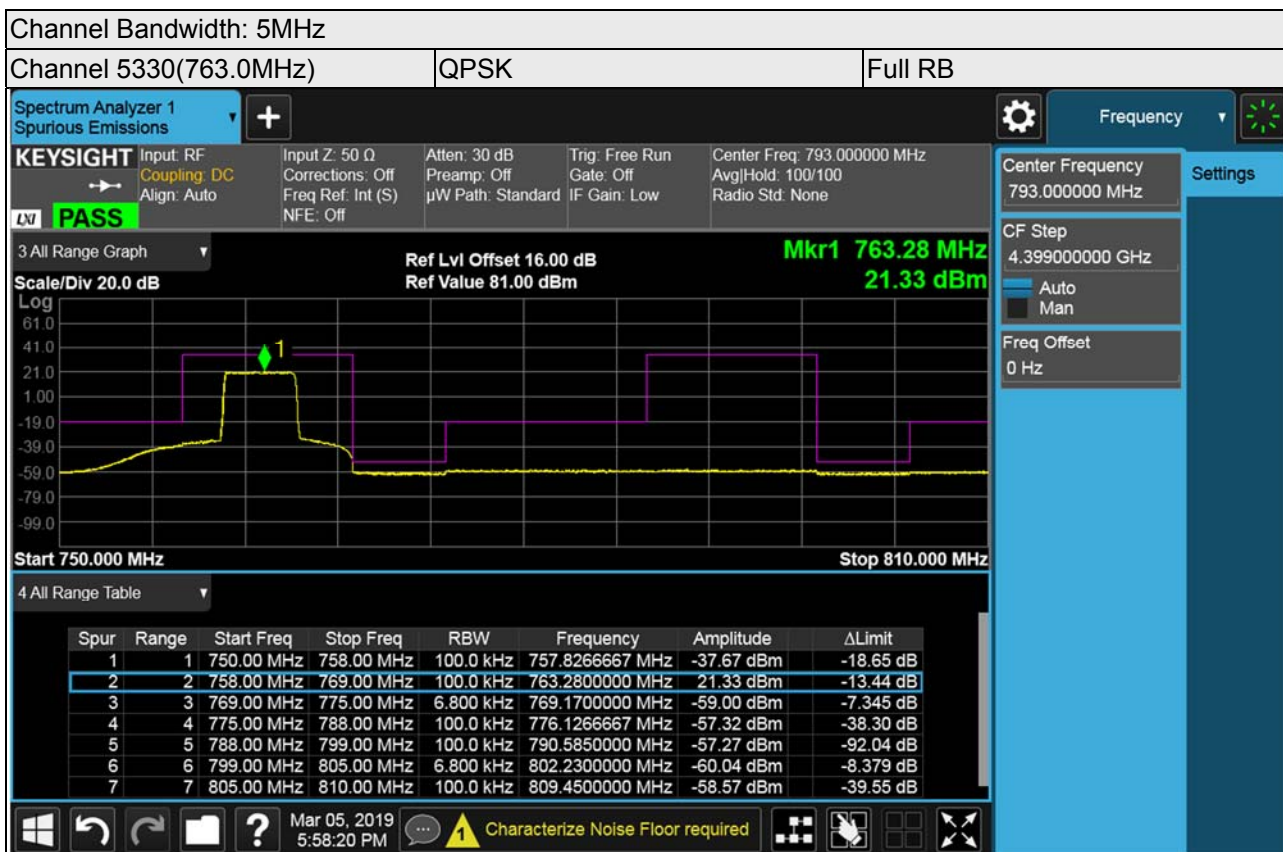 Channel Bandwidth: 5MHz
Channel 5330(763.0MHz) QPSK Full RB
Spectrum Analyzer 1
Spurious Emissions
Frequency
KEYSIGHT Input: RF Input Z: 50 Ω Atten: 30 dB Trig: Free Run Center Freq: 793.000000 MHz
Coupling: DC Corrections: Off Preamp: Off Gate: Off Avg|Hold: 100/100
Align: Auto Freq Ref: Int (S) µW Path: Standard IF Gain: Low Radio Std: None
LXI PASS NFE: Off
Center Frequency
793.000000 MHz
Settings
CF Step
4.399000000 GHz
Auto
Man
Freq Offset
0 Hz
3 All Range Graph
Ref Lvl Offset 16.00 dB
Mkr1 763.28 MHz
Scale/Div 20.0 dB Ref Value 81.00 dBm 21.33 dBm
Log
61.0
41.0
1
21.0
1.00
-19.0
-39.0
-59.0
-79.0
-99.0
Start 750.000 MHz Stop 810.000 MHz
4 All Range Table
Spur Range Start Freq Stop Freq RBW Frequency Amplitude ΔLimit
1 1 750.00 MHz 758.00 MHz 100.0 kHz 757.8266667 MHz -37.67 dBm -18.65 dB
2 2 758.00 MHz 769.00 MHz 100.0 kHz 763.2800000 MHz 21.33 dBm -13.44 dB
3 3 769.00 MHz 775.00 MHz 6.800 kHz 769.1700000 MHz -59.00 dBm -7.345 dB
4 4 775.00 MHz 788.00 MHz 100.0 kHz 776.1266667 MHz -57.32 dBm -38.30 dB
5 5 788.00 MHz 799.00 MHz 100.0 kHz 790.5850000 MHz -57.27 dBm -92.04 dB
6 6 799.00 MHz 805.00 MHz 6.800 kHz 802.2300000 MHz -60.04 dBm -8.379 dB
7 7 805.00 MHz 810.00 MHz 100.0 kHz 809.4500000 MHz -58.57 dBm -39.55 dB
Mar 05, 2019
5:58:20 PM
1 Characterize Noise Floor required